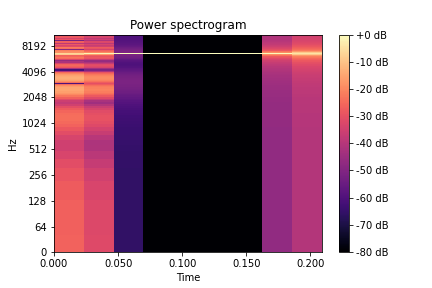 Power spectrogram
Hz
8192
4096
2048
1024
512
256
128
64
0
0.000 0.050 0.100 0.150 0.200
Time
+0 dB
-10 dB
-20 dB
-30 dB
-40 dB
-50 dB
-60 dB
-70 dB
-80 dB